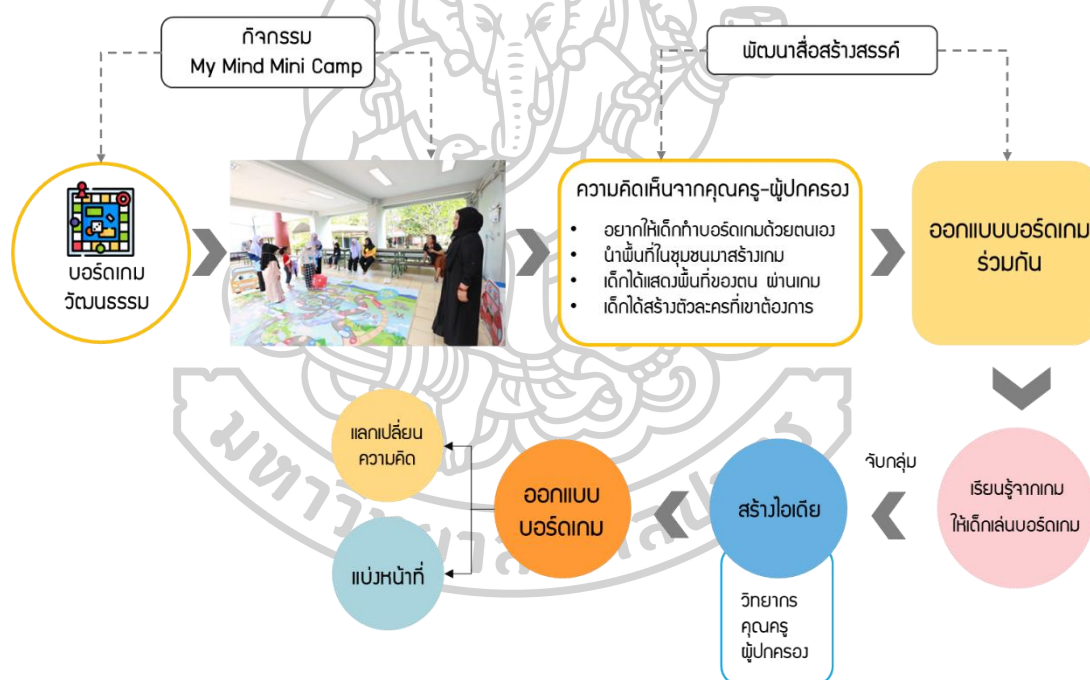 กิจกรรม
My Mind Mini Camp
พัฒนาสื่อสร้างสรรค์
บอร์ดเกม
วัฒนธรรม
ความคิดเห็นจากคุณครู-ผู้ปกครอง
• อยากให้เด็กทำบอร์ดเกมด้วยตนเอง
• นำพื้นที่ในชุมชนมาสร้างเกม
• เด็กได้แสดงพื้นที่ของตน ผ่านเกม
• เด็กได้สร้างตัวละครที่เขาต้องการ
ออกแบบบอร์ดเกม
ร่วมกัน
เรียนรู้จากเกม
ให้เด็กเล่นบอร์ดเกม
จับกลุ่ม
สร้างไอเดีย
วิทยากร
คุณครู
ผู้ปกครอง
ออกแบบ
บอร์ดเกม
แลกเปลี่ยน
ความคิด
แบ่งหน้าที่